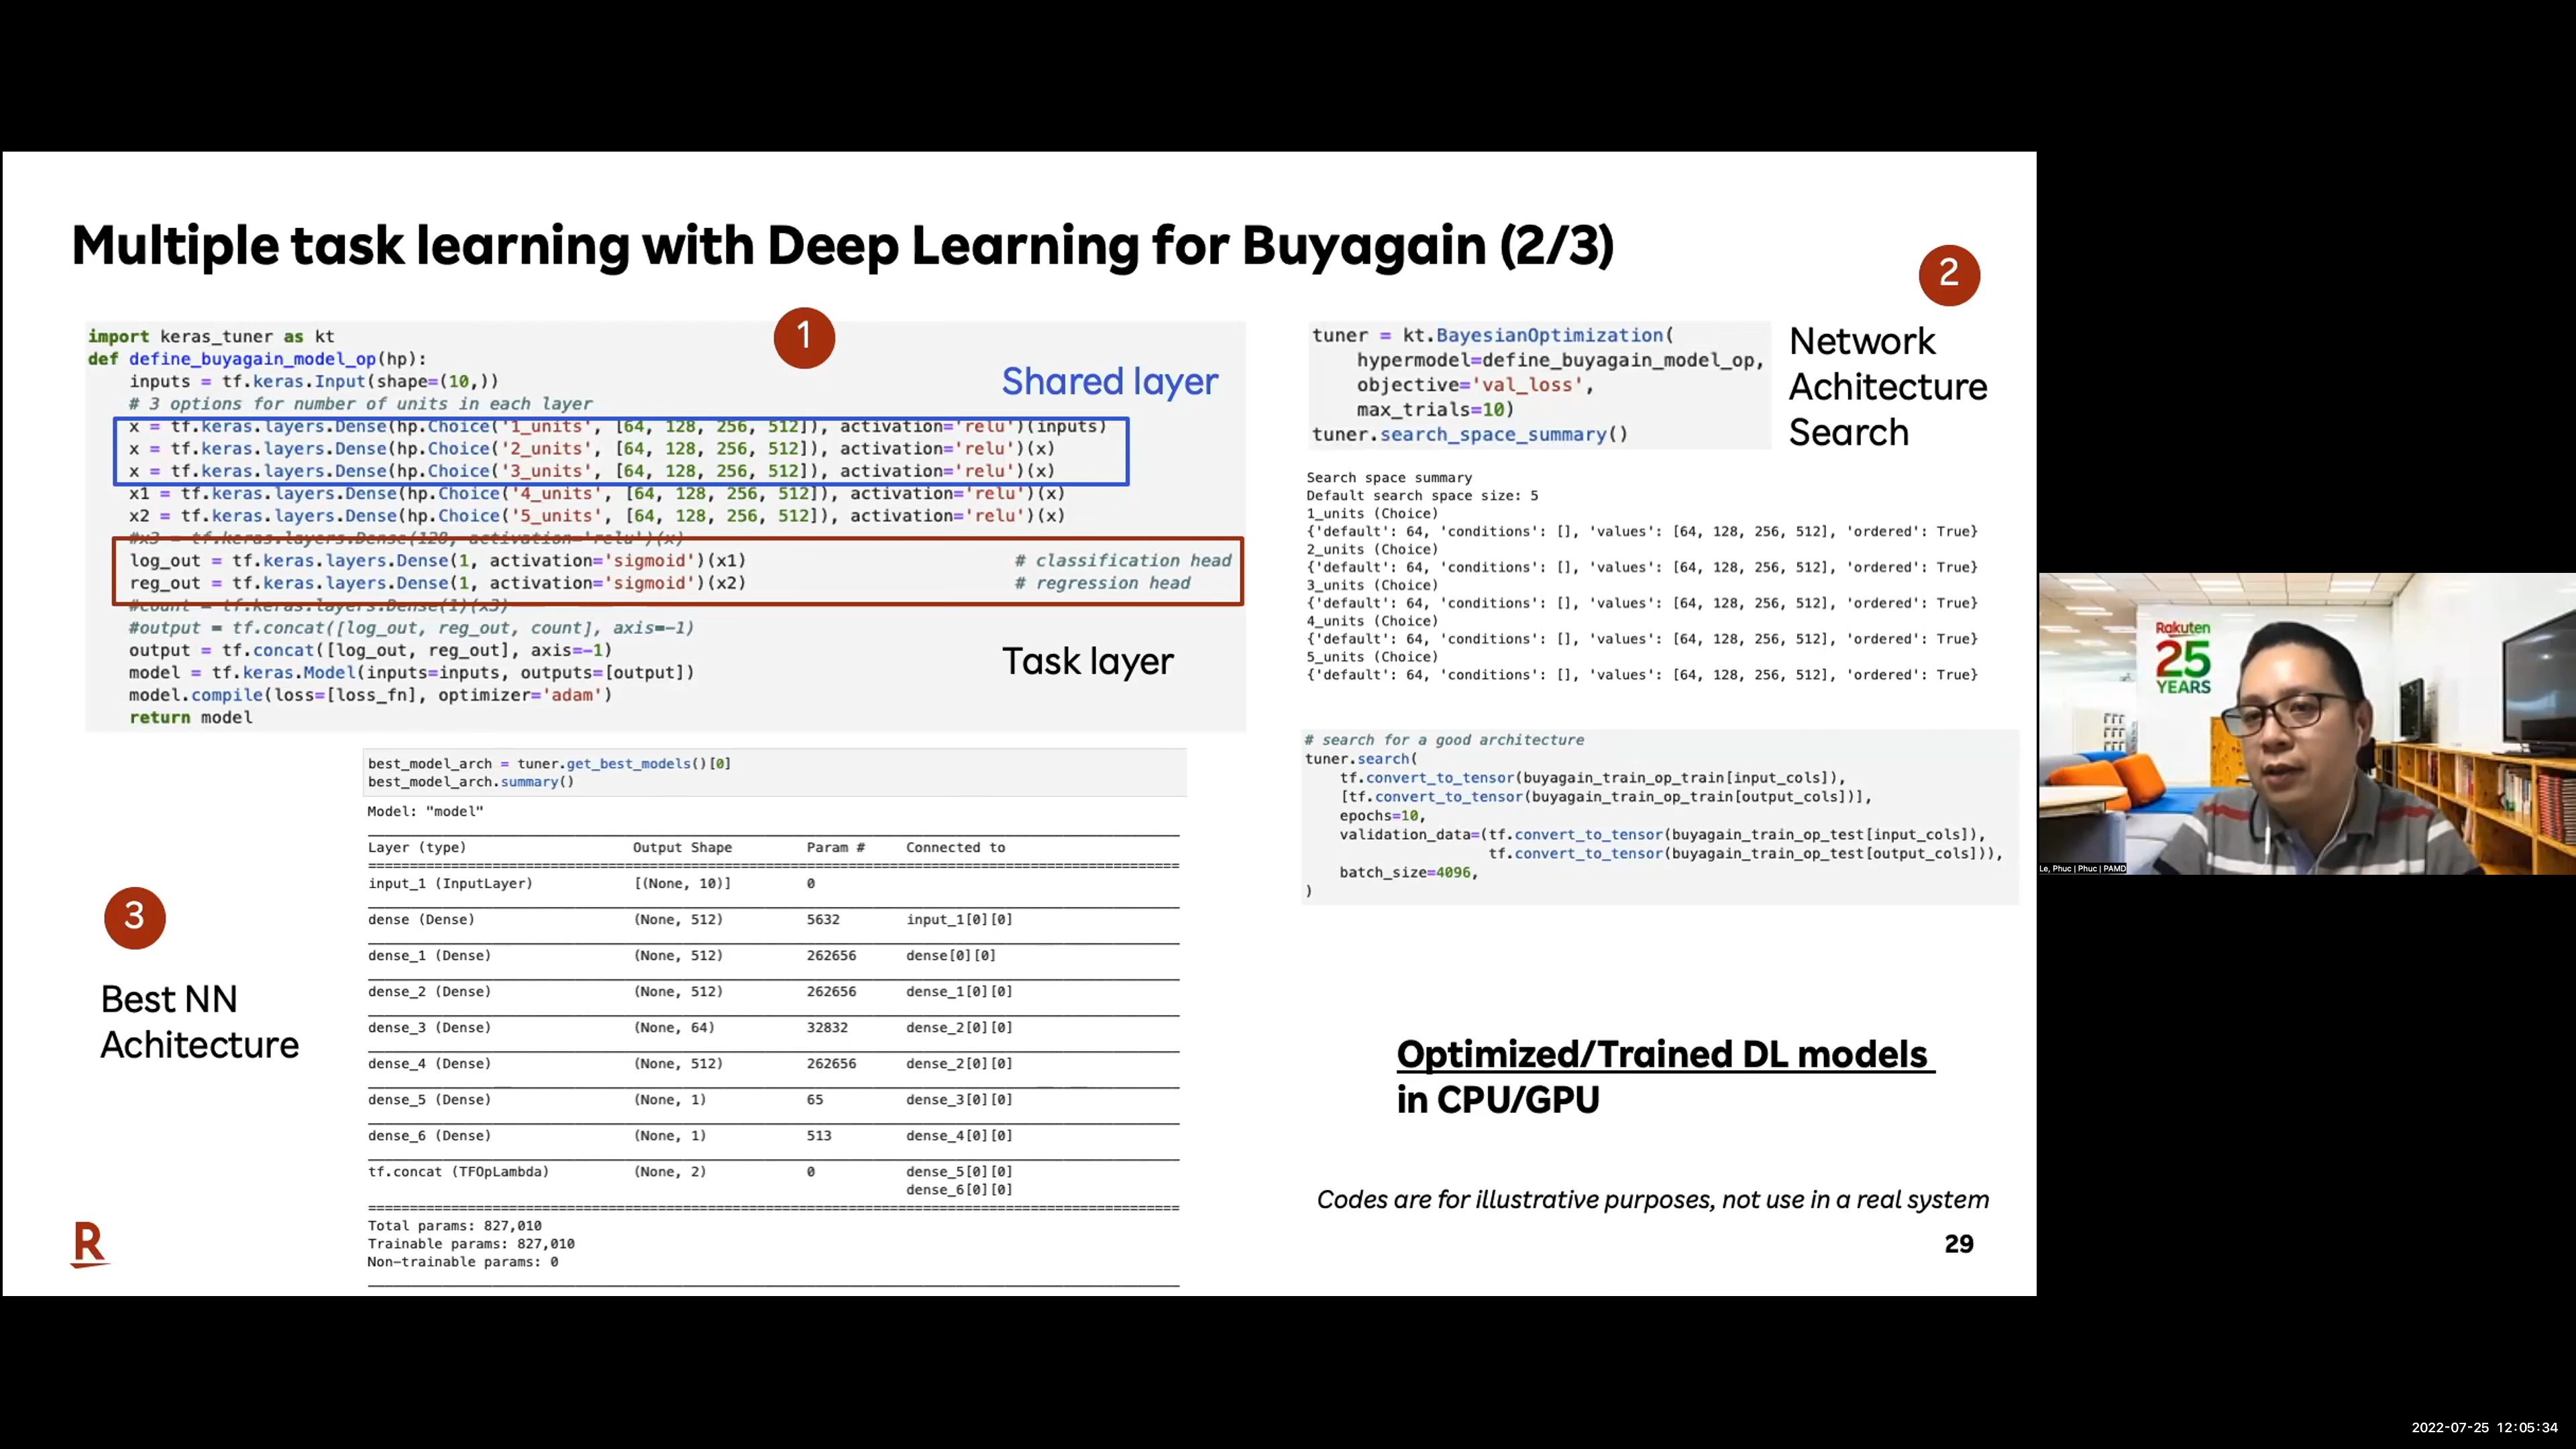 Multiple task learning with Deep Learning for Buyagain (2/3)
1
import keras_tuner as kt
def define_buyagain_model_op(hp):
    inputs = tf.keras.Input(shape=(10,))
    # 3 options for number of units in each layer
    x = tf.keras.layers.Dense(hp.Choice('1_units', [64, 128, 256, 512]), activation='relu')(inputs)
    x = tf.keras.layers.Dense(hp.Choice('2_units', [64, 128, 256, 512]), activation='relu')(x)
    x = tf.keras.layers.Dense(hp.Choice('3_units', [64, 128, 256, 512]), activation='relu')(x)
    x1 = tf.keras.layers.Dense(hp.Choice('4_units', [64, 128, 256, 512]), activation='relu')(x)
    x2 = tf.keras.layers.Dense(hp.Choice('5_units', [64, 128, 256, 512]), activation='relu')(x)
    #x3 = tf.keras.layers.Dense(128, activation='relu')(x)
    log_out = tf.keras.layers.Dense(1, activation='sigmoid')(x1) # classification head
    reg_out = tf.keras.layers.Dense(1, activation='sigmoid')(x2) # regression head
    #count = tf.keras.layers.Dense(1)(x3)
    #output = tf.concat([log_out, reg_out, count], axis=-1)
    output = tf.concat([log_out, reg_out], axis=-1)
    model = tf.keras.Model(inputs=inputs, outputs=[output])
    model.compile(loss=[loss_fn], optimizer='adam')
    return model
Shared layer
Task layer
2
Network
Achitecture
Search
tuner = kt.BayesianOptimization(
    hypermodel=define_buyagain_model_op,
    objective='val_loss',
    max_trials=10)
tuner.search_space_summary()
Search space summary
Default search space size: 5
1_units (Choice)
{'default': 64, 'conditions': [], 'values': [64, 128, 256, 512], 'ordered': True}
2_units (Choice)
{'default': 64, 'conditions': [], 'values': [64, 128, 256, 512], 'ordered': True}
3_units (Choice)
{'default': 64, 'conditions': [], 'values': [64, 128, 256, 512], 'ordered': True}
4_units (Choice)
{'default': 64, 'conditions': [], 'values': [64, 128, 256, 512], 'ordered': True}
5_units (Choice)
{'default': 64, 'conditions': [], 'values': [64, 128, 256, 512], 'ordered': True}
# search for a good architecture
tuner.search(
    tf.convert_to_tensor(buyagain_train_op_train[input_cols]),
    [tf.convert_to_tensor(buyagain_train_op_train[output_cols])],
    epochs=10,
    validation_data=(tf.convert_to_tensor(buyagain_train_op_test[input_cols]),
                     tf.convert_to_tensor(buyagain_train_op_test[output_cols])),
    batch_size=4096,
)
3
Best NN
Achitecture
best_model_arch = tuner.get_best_models()[0]
best_model_arch.summary()
Model: "model"
Layer (type) Output Shape Param # Connected to
input_1 (InputLayer) [(None, 10)] 0
dense (Dense) (None, 512) 5632 input_1[0][0]
dense_1 (Dense) (None, 512) 262656 dense[0][0]
dense_2 (Dense) (None, 512) 262656 dense_1[0][0]
dense_3 (Dense) (None, 64) 32832 dense_2[0][0]
dense_4 (Dense) (None, 512) 262656 dense_2[0][0]
dense_5 (Dense) (None, 1) 65 dense_3[0][0]
dense_6 (Dense) (None, 1) 513 dense_4[0][0]
tf.concat (TFOpLambda) (None, 2) 0 dense_5[0][0]
dense_6[0][0]
Total params: 827,010
Trainable params: 827,010
Non-trainable params: 0
Optimized/Trained DL models
in CPU/GPU
Codes are for illustrative purposes, not use in a real system
R
29
Rakuten
25
YEARS
Le, Phuc | Phuc | PAMD
2022-07-25 12:05:34